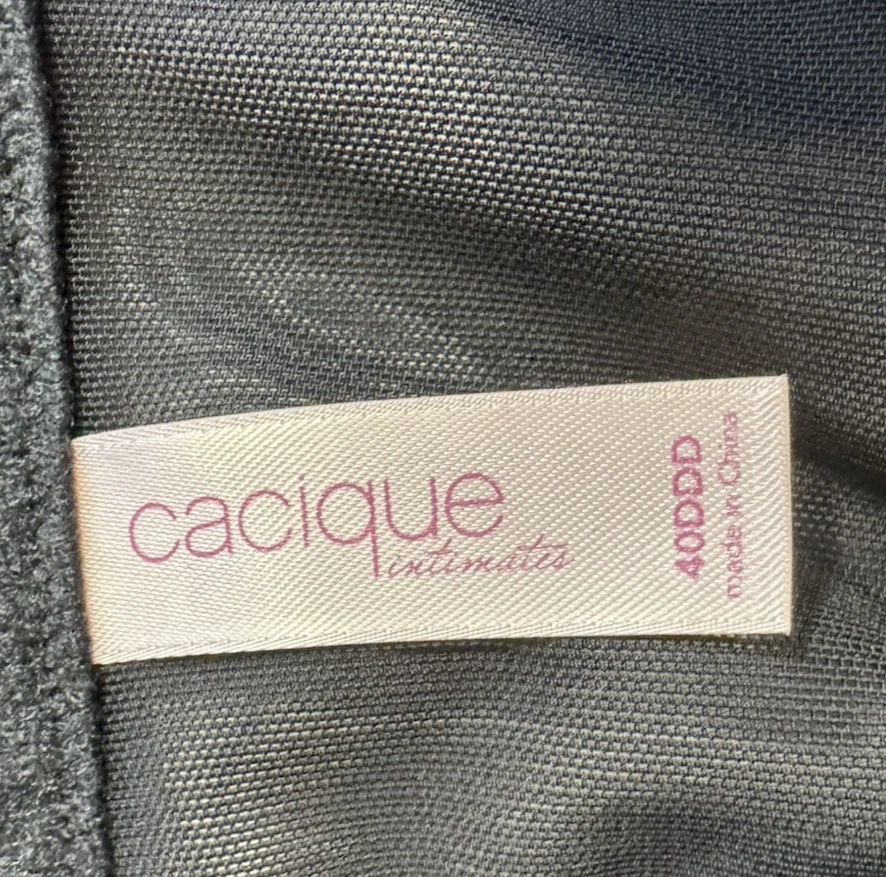 cacique
intimates
40DDD
made in China